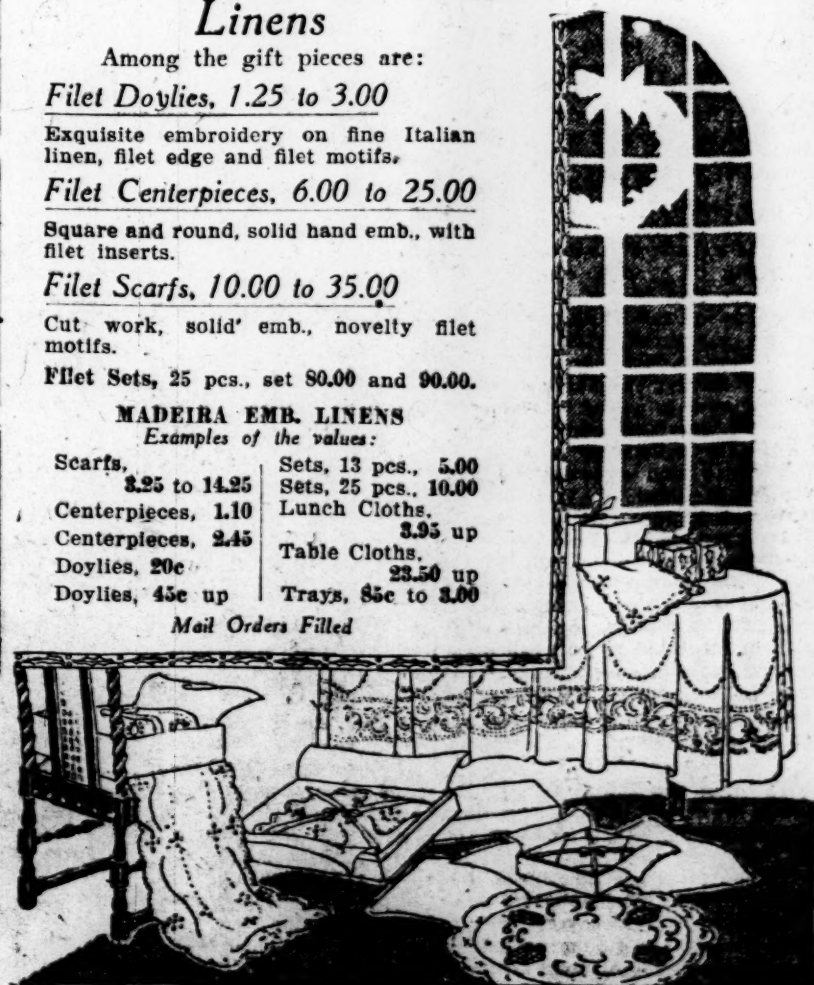 Linens
Among the gift pieces are:
Filet Doylies, 1.25 to 3.00
Exquisite embroidery on fine Italian
linen, filet edge and filet motifs.
Filet Centerpieces, 6.00 to 25.00
Square and round, solid hand emb., with
filet inserts.
Filet Scarfs, 10.00 to 35.00
Cut work, solid emb., novelty filet
motifs.
Filet Sets, 25 pcs., set 80.00 and 90.00.
MADEIRA EMB. LINENS
Examples of the values:
Scarfs,
3.25 to 14.25
Centerpieces, 1.10
Centerpieces, 2.45
Doylies, 20c
Doylies, 45c up
Sets, 13 pcs., 5.00
Sets, 25 pcs., 10.00
Lunch Cloths.
3.95 up
Table Cloths.
23.50 up
Trays, 85c to 3.00
Mail Orders Filled